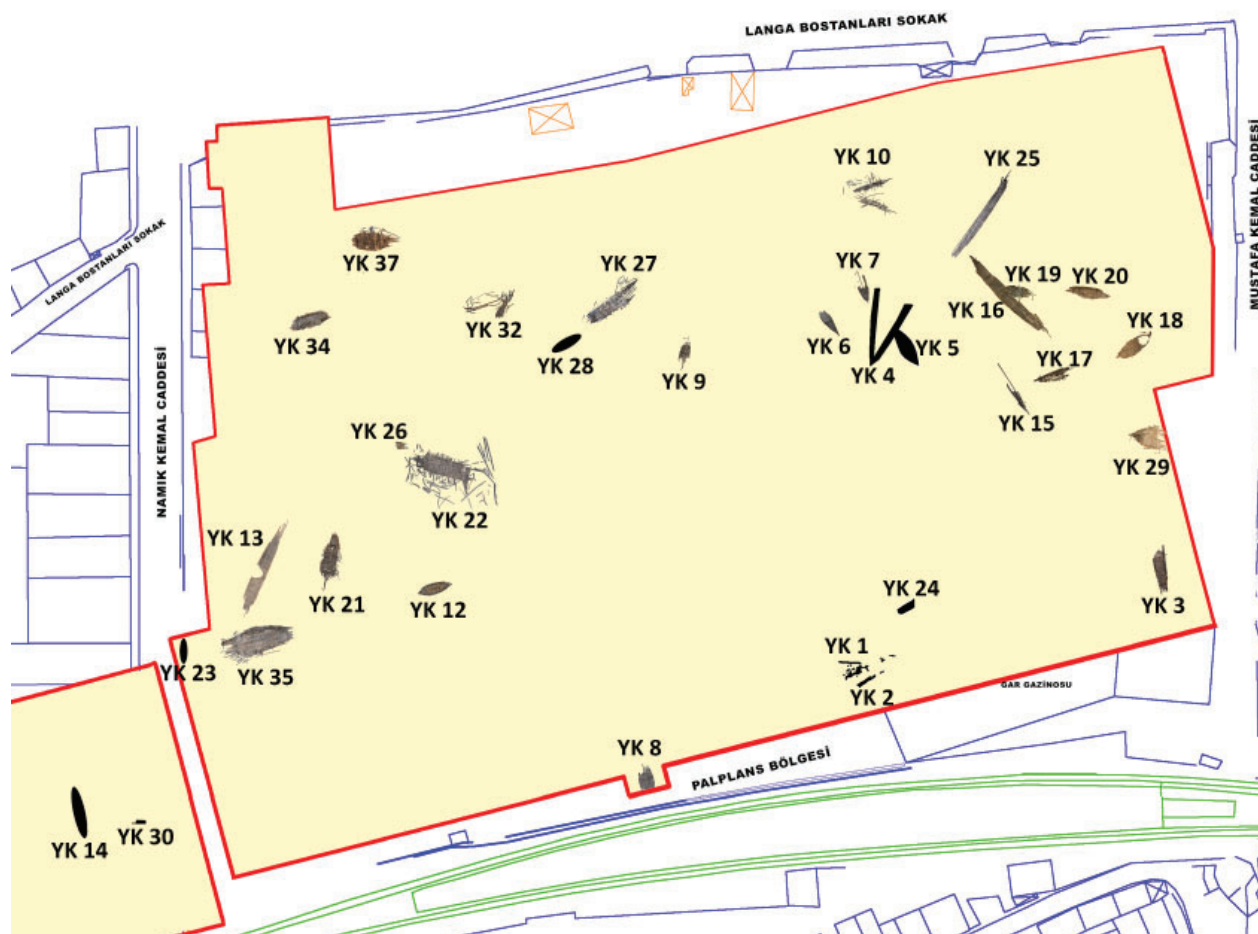 LANGA BOSTANLARI SOKAK
YK 10
YK 25
MUSTAFA KEMAL CADDESİ
LANGA BOSTANLARI SOKAK
YK 37
YK 27
YK 7
YK 19
YK 20
YK 32
YK 16
YK 34
YK 28
YK 6
YK 5
YK 18
YK 9
YK 4
YK 17
NAMIK KEMAL CADDESİ
YK 15
YK 26
YK 29
YK 22
YK 13
YK 21
YK 12
YK 24
YK 3
YK 23
YK 35
YK 1
YK 2
GAR GAZİNOSU
YK 8
PALPLANS BÖLGESİ
YK 14
YK 30